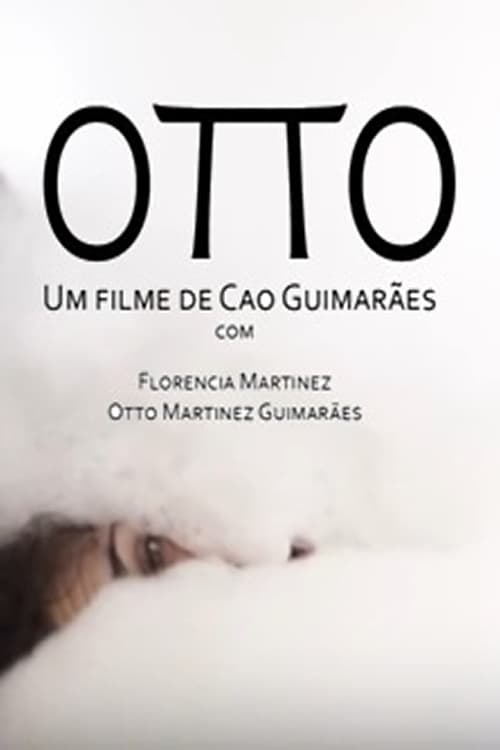 OTTO
UM FILME DE CAO GUIMARÃES
COM
FLORENCIA MARTINEZ
OTTO MARTINEZ GUIMARÃES